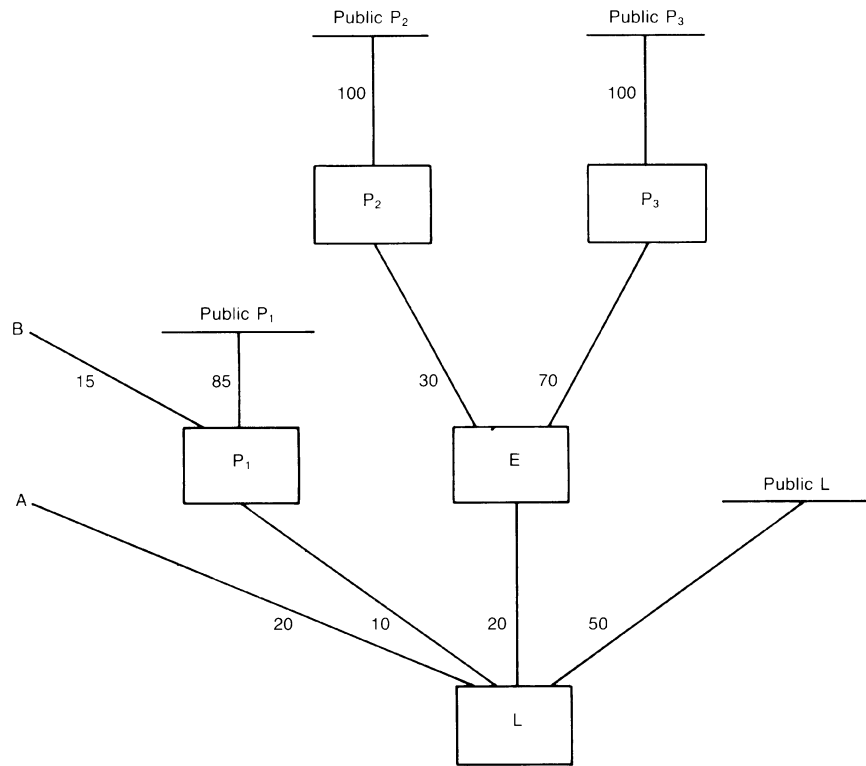 Public P₂
Public P₃
100
100
P₂
P₃
Public P₁
B
15
85
30
70
P₁
E
Public L
A
20
10
20
50
L